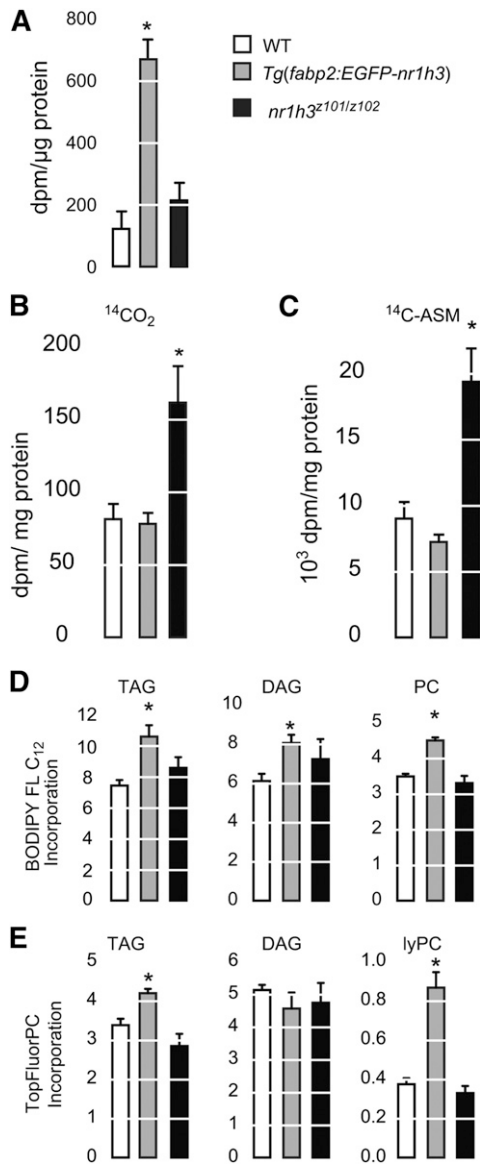 A
800
600
400
200
0
dpm/µg protein
*
WT
Tg(fabp2:EGFP-nr1h3)
nr1h3z101/z102
B
14CO2
200
150
100
50
0
dpm/ mg protein
*
C
14C-ASM
20
15
10
5
0
10³ dpm/mg protein
*
D
TAG
DAG
PC
BODIPY FL C12
Incorporation
12
10
8
6
4
2
0
*
10
8
6
4
2
0
*
5
4
3
2
1
0
*
E
TAG
DAG
lyPC
TopFluorPC
Incorporation
5
4
3
2
1
0
*
6
5
4
3
2
1
0
1.0
0.8
0.6
0.4
0.2
0.0
*